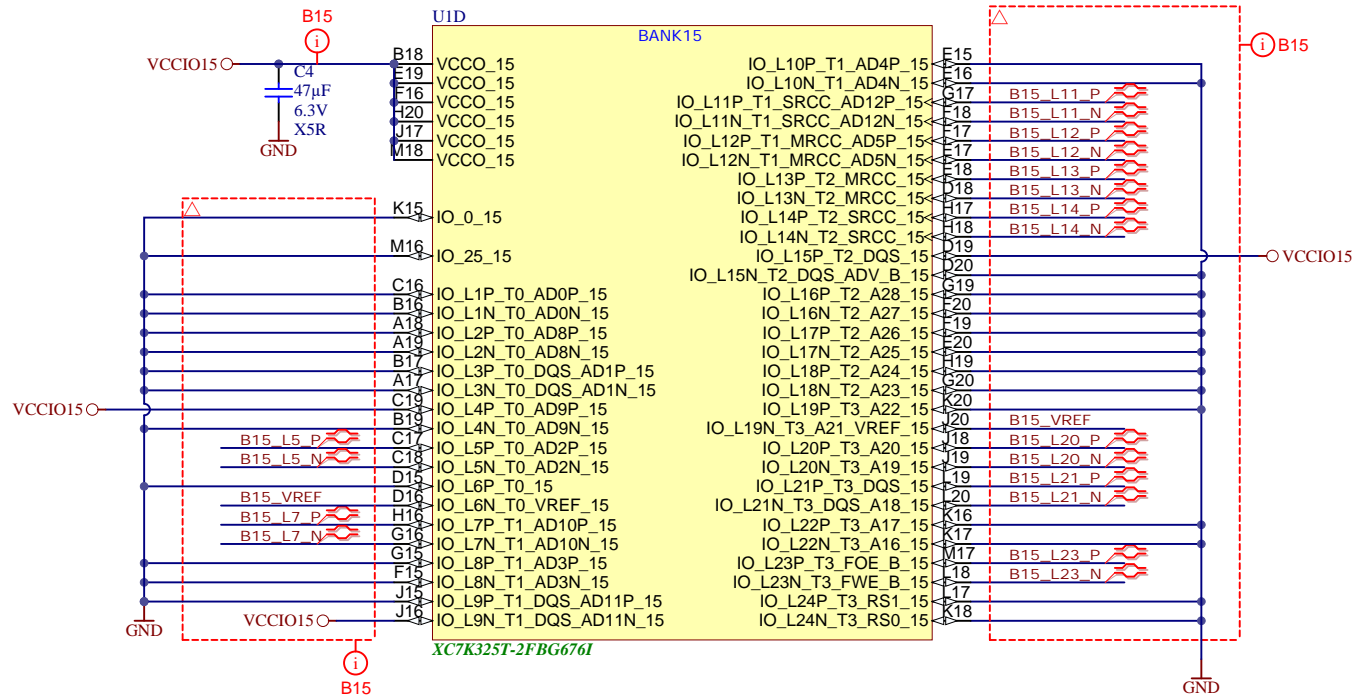 B15
U1D
BANK15
B15
VCCIO15
C4
47µF
6.3V
X5R
GND
B18 VCCO_15
E19 VCCO_15
F16 VCCO_15
H20 VCCO_15
J17 VCCO_15
M18 VCCO_15
K15 IO_0_15
M16 IO_25_15
C16 IO_L1P_T0_AD0P_15
B16 IO_L1N_T0_AD0N_15
A18 IO_L2P_T0_AD8P_15
A19 IO_L2N_T0_AD8N_15
B17 IO_L3P_T0_DQS_AD1P_15
A17 IO_L3N_T0_DQS_AD1N_15
VCCIO15 C19 IO_L4P_T0_AD9P_15
B19 IO_L4N_T0_AD9N_15
B15_L5_P C17 IO_L5P_T0_AD2P_15
B15_L5_N C18 IO_L5N_T0_AD2N_15
D15 IO_L6P_T0_15
B15_VREF D16 IO_L6N_T0_VREF_15
B15_L7_P H16 IO_L7P_T1_AD10P_15
B15_L7_N G16 IO_L7N_T1_AD10N_15
G15 IO_L8P_T1_AD3P_15
F15 IO_L8N_T1_AD3N_15
J15 IO_L9P_T1_DQS_AD11P_15
VCCIO15 J16 IO_L9N_T1_DQS_AD11N_15
GND
B15
IO_L10P_T1_AD4P_15 E15
IO_L10N_T1_AD4N_15 E16
IO_L11P_T1_SRCC_AD12P_15 G17 B15_L11_P
IO_L11N_T1_SRCC_AD12N_15 F18 B15_L11_N
IO_L12P_T1_MRCC_AD5P_15 F17 B15_L12_P
IO_L12N_T1_MRCC_AD5N_15 E17 B15_L12_N
IO_L13P_T2_MRCC_15 E18 B15_L13_P
IO_L13N_T2_MRCC_15 D18 B15_L13_N
IO_L14P_T2_SRCC_15 H17 B15_L14_P
IO_L14N_T2_SRCC_15 H18 B15_L14_N
IO_L15P_T2_DQS_15 D19 VCCIO15
IO_L15N_T2_DQS_ADV_B_15 D20
IO_L16P_T2_A28_15 G19
IO_L16N_T2_A27_15 F20
IO_L17P_T2_A26_15 F19
IO_L17N_T2_A25_15 E20
IO_L18P_T2_A24_15 H19
IO_L18N_T2_A23_15 G20
IO_L19P_T3_A22_15 K20
IO_L19N_T3_A21_VREF_15 J20 B15_VREF
IO_L20P_T3_A20_15 J18 B15_L20_P
IO_L20N_T3_A19_15 J19 B15_L20_N
IO_L21P_T3_DQS_15 L19 B15_L21_P
IO_L21N_T3_DQS_A18_15 L20 B15_L21_N
IO_L22P_T3_A17_15 K16
IO_L22N_T3_A16_15 K17
IO_L23P_T3_FOE_B_15 M17 B15_L23_P
IO_L23N_T3_FWE_B_15 L18 B15_L23_N
IO_L24P_T3_RS1_15 L17
IO_L24N_T3_RS0_15 K18
GND
XC7K325T-2FBG676I